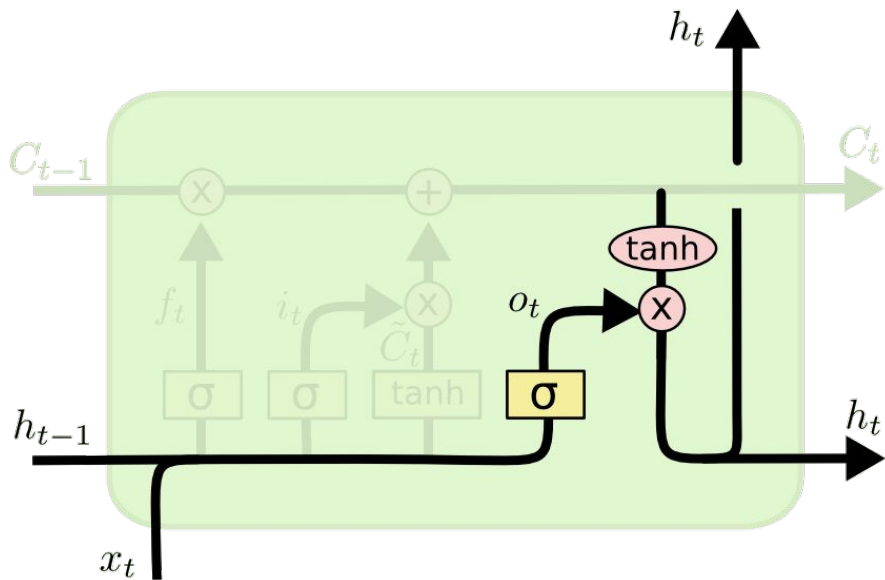 h_t
C_{t-1}
C_t
x
+
tanh
f_t
i_t
x
o_t
x
C̃_t
σ
σ
tanh
σ
h_{t-1}
h_t
x_t